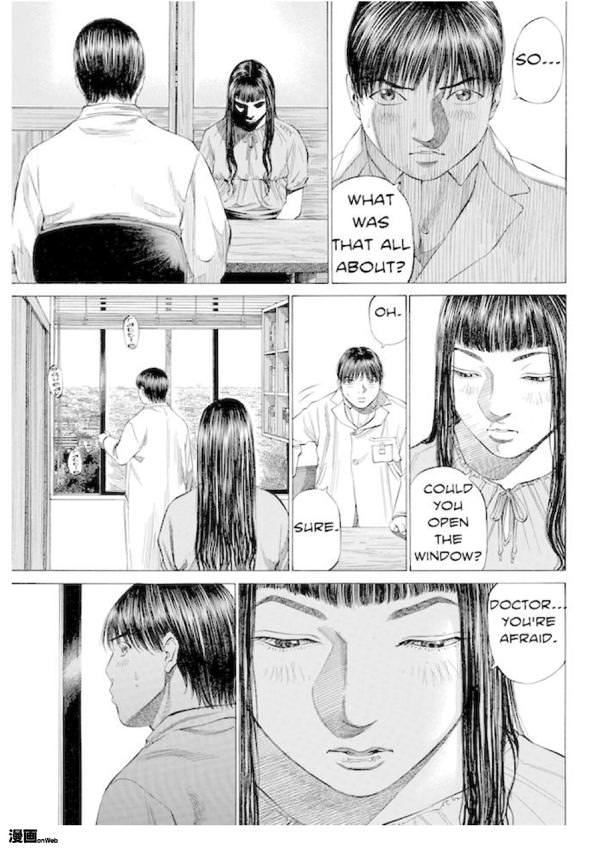 SO...
WHAT
WAS
THAT ALL
ABOUT?
COULD
YOU
OPEN
THE
WINDOW?
OH.
SURE.
DOCTOR...
YOU'RE
AFRAID.
漫画onWeb